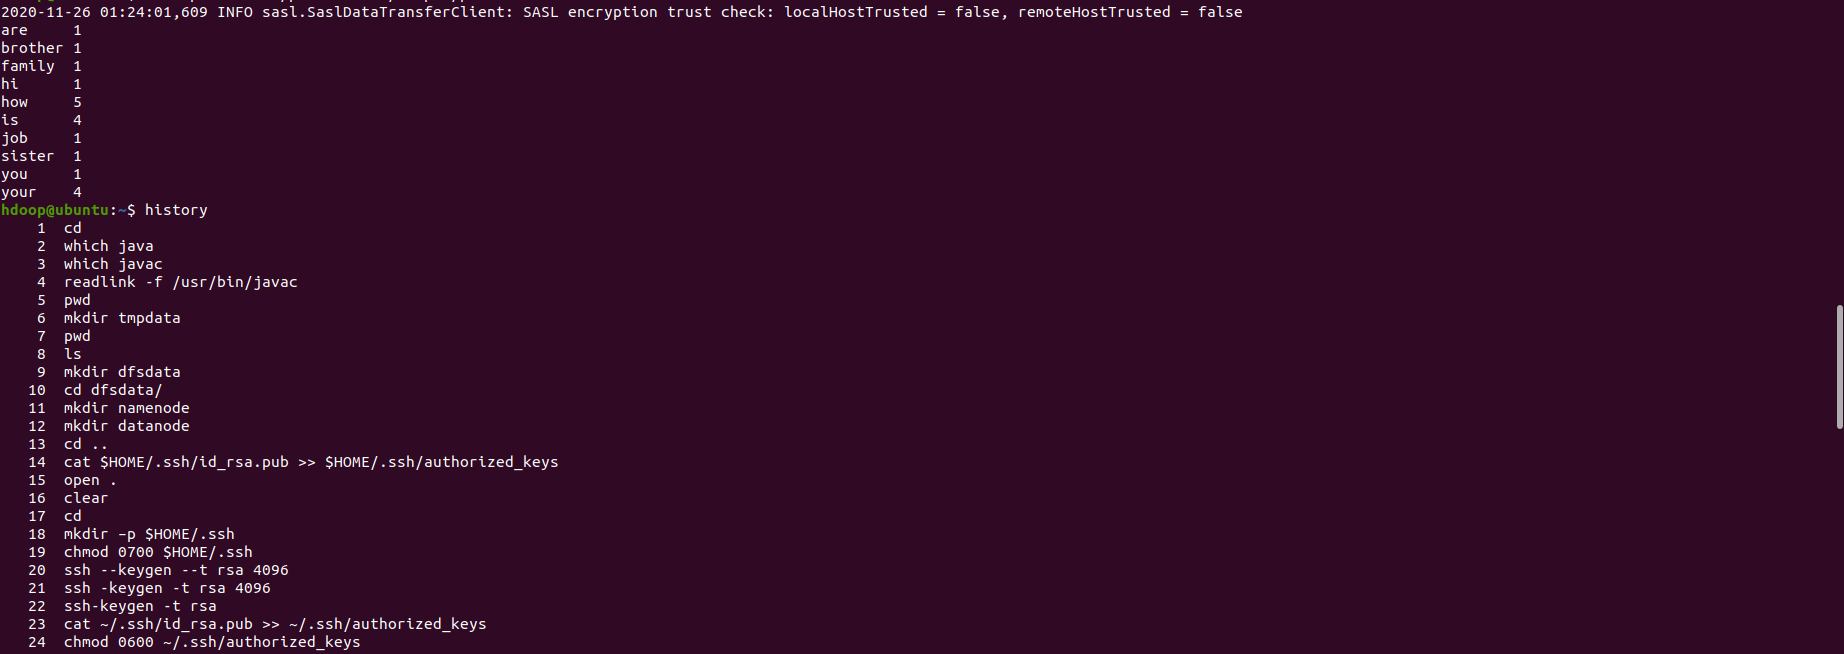 2020-11-26 01:24:01,609 INFO sasl.SaslDataTransferClient: SASL encryption trust check: localHostTrusted = false, remoteHostTrusted = false
are     1
brother 1
family  1
hi      1
how     5
is      4
job     1
sister  1
you     1
your    4
hdoop@ubuntu:~$ history
    1  cd
    2  which java
    3  which javac
    4  readlink -f /usr/bin/javac
    5  pwd
    6  mkdir tmpdata
    7  pwd
    8  ls
    9  mkdir dfsdata
   10  cd dfsdata/
   11  mkdir namenode
   12  mkdir datanode
   13  cd ..
   14  cat $HOME/.ssh/id_rsa.pub >> $HOME/.ssh/authorized_keys
   15  open .
   16  clear
   17  cd
   18  mkdir –p $HOME/.ssh
   19  chmod 0700 $HOME/.ssh
   20  ssh --keygen --t rsa 4096
   21  ssh -keygen -t rsa 4096
   22  ssh-keygen -t rsa
   23  cat ~/.ssh/id_rsa.pub >> ~/.ssh/authorized_keys
   24  chmod 0600 ~/.ssh/authorized_keys